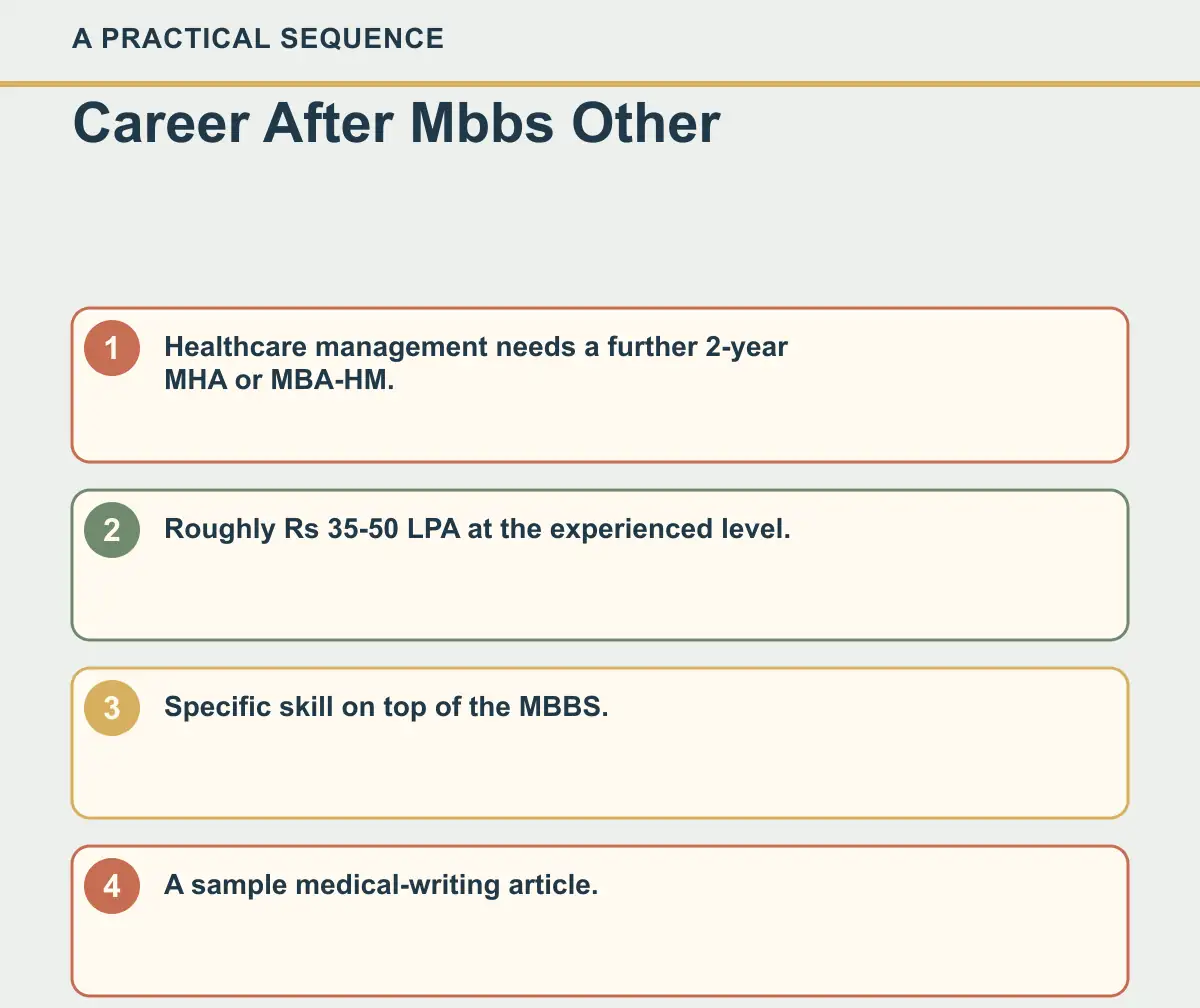 A PRACTICAL SEQUENCE
Career After Mbbs Other
1
Healthcare management needs a further 2-year
MHA or MBA-HM.
2
Roughly Rs 35-50 LPA at the experienced level.
3
Specific skill on top of the MBBS.
4
A sample medical-writing article.